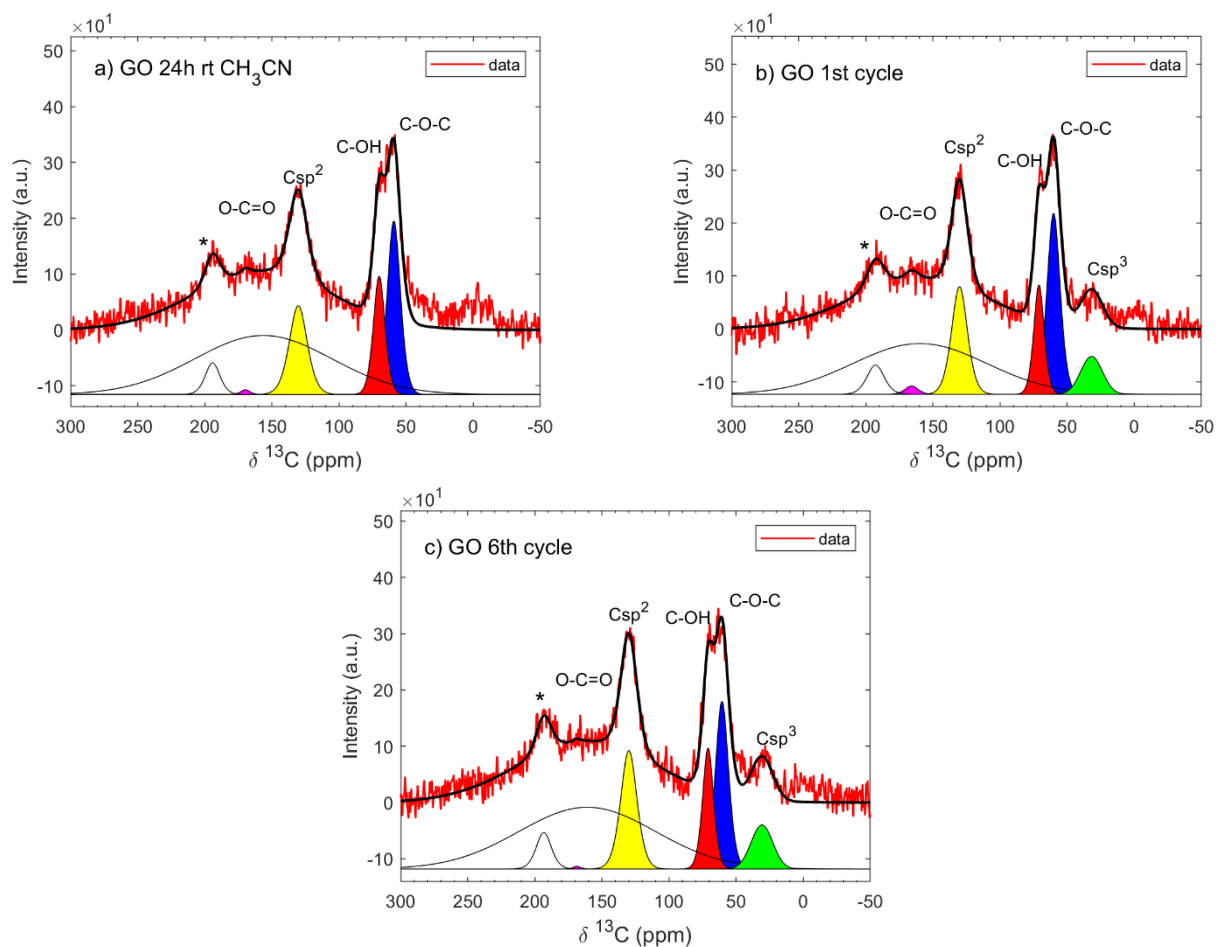 ×10¹
a) GO 24h rt CH₃CN
data
C-O-C
C-OH
Csp²
O-C=O
*
Intensity (a.u.)
50
40
30
20
10
0
-10
300 250 200 150 100 50 0 -50
δ ¹³C (ppm)
×10¹
b) GO 1st cycle
data
C-O-C
Csp²
C-OH
O-C=O
*
Csp³
Intensity (a.u.)
50
40
30
20
10
0
-10
300 250 200 150 100 50 0 -50
δ ¹³C (ppm)
×10¹
c) GO 6th cycle
data
C-O-C
Csp²
C-OH
O-C=O
*
Csp³
Intensity (a.u.)
50
40
30
20
10
0
-10
300 250 200 150 100 50 0 -50
δ ¹³C (ppm)